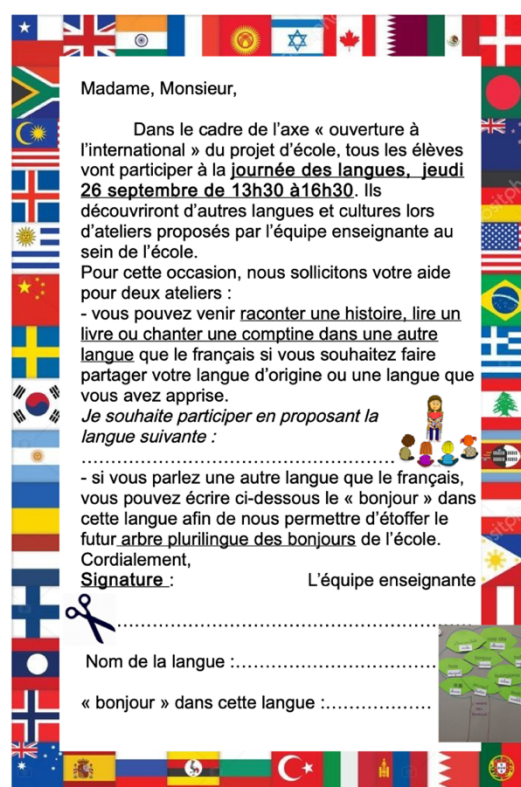 Madame, Monsieur,
Dans le cadre de l'axe « ouverture à
l'international » du projet d'école, tous les élèves
vont participer à la journée des langues, jeudi
26 septembre de 13h30 à16h30. Ils
découvriront d'autres langues et cultures lors
d'ateliers proposés par l'équipe enseignante au
sein de l'école.
Pour cette occasion, nous sollicitons votre aide
pour deux ateliers :
- vous pouvez venir raconter une histoire, lire un
livre ou chanter une comptine dans une autre
langue que le français si vous souhaitez faire
partager votre langue d'origine ou une langue que
vous avez apprise.
Je souhaite participer en proposant la
langue suivante :
……………………………………………
- si vous parlez une autre langue que le français,
vous pouvez écrire ci-dessous le « bonjour » dans
cette langue afin de nous permettre d'étoffer le
futur arbre plurilingue des bonjours de l'école.
Cordialement,
Signature : L'équipe enseignante
…………………………………………………
Nom de la langue :……………………………
« bonjour » dans cette langue :………………